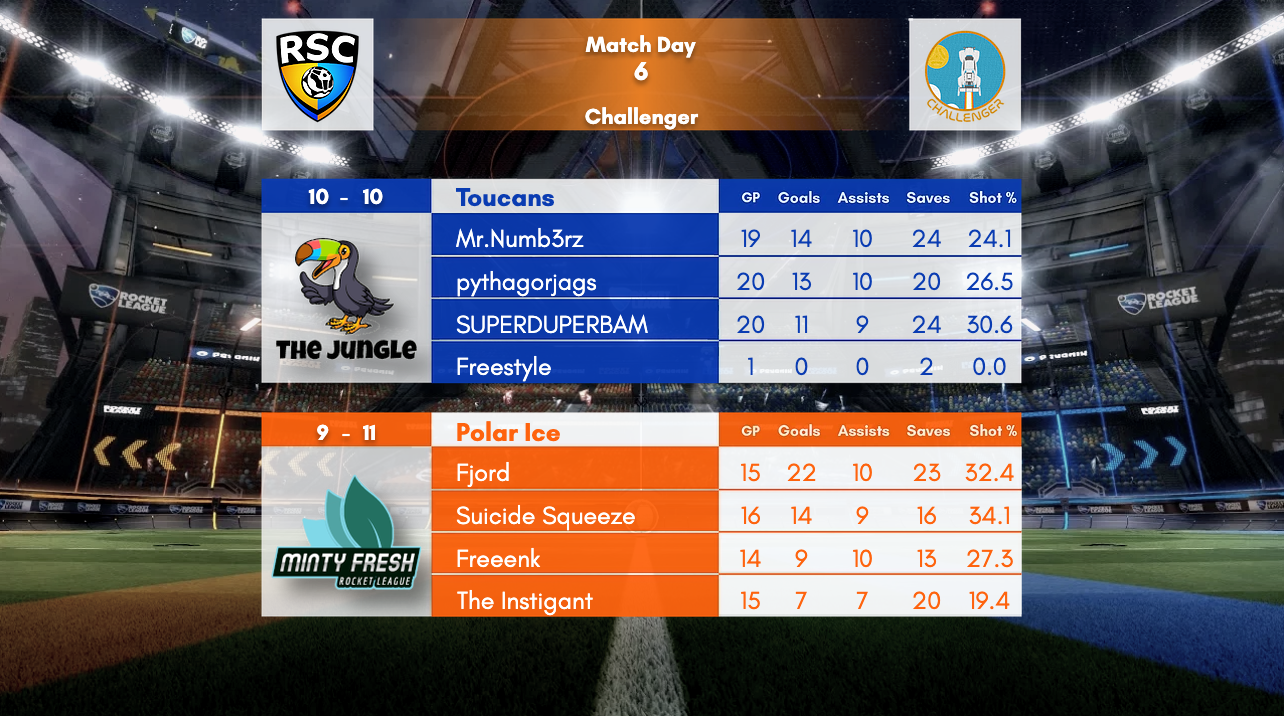 RSC
Match Day
6
Challenger
CHALLENGER
10 - 10 Toucans GP Goals Assists Saves Shot %
Mr.Numb3rz 19 14 10 24 24.1
pythagorjags 20 13 10 20 26.5
SUPERDUPERBAM 20 11 9 24 30.6
Freestyle 1 0 0 2 0.0
THE JUNGLE
9 - 11 Polar Ice GP Goals Assists Saves Shot %
Fjord 15 22 10 23 32.4
Suicide Squeeze 16 14 9 16 34.1
Freeenk 14 9 10 13 27.3
The Instigant 15 7 7 20 19.4
MINTY FRESH
ROCKET LEAGUE
ROCKET
LEAGUE
ROCKET
LEAGUE
PSYONIX
PSYONIX